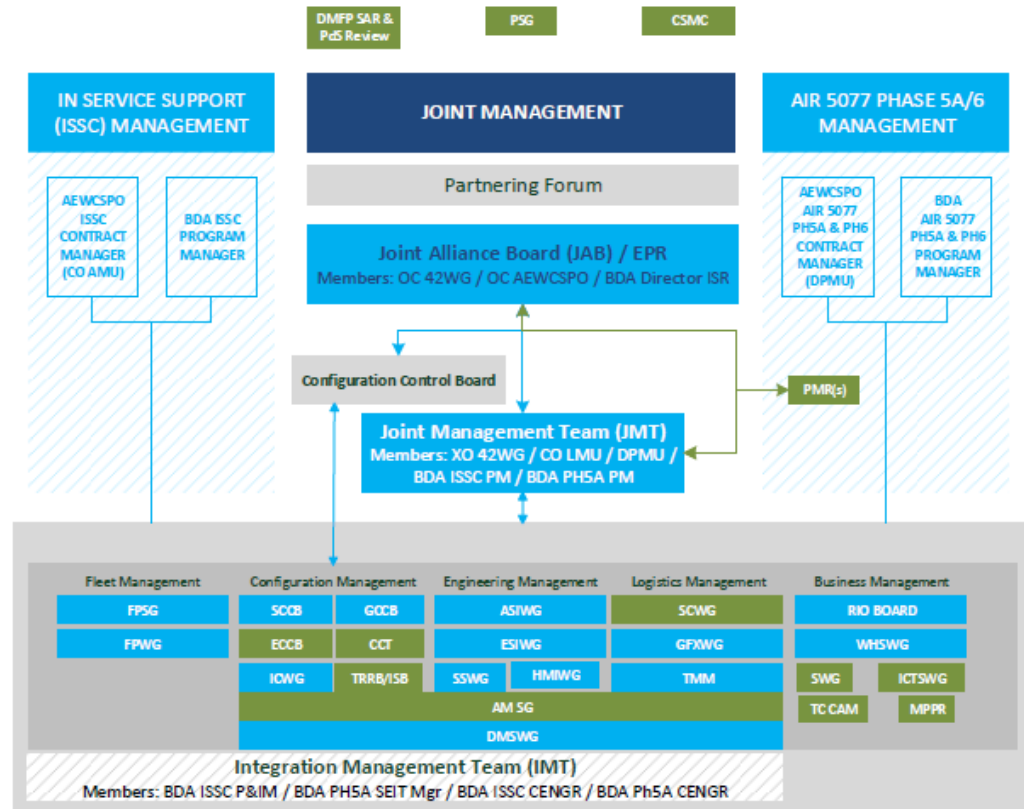 DMFP SAR &
PdS Review
PSG
CSMC
IN SERVICE SUPPORT
(ISSC) MANAGEMENT
JOINT MANAGEMENT
AIR 5077 PHASE 5A/6
MANAGEMENT
Partnering Forum
AEWCSPO
ISSC
CONTRACT
MANAGER
(CO AMU)
BDA ISSC
PROGRAM
MANAGER
Joint Alliance Board (JAB) / EPR
Members: OC 42WG / OC AEWCSPO / BDA Director ISR
AEWCSPO
AIR 5077
PH5A & PH6
CONTRACT
MANAGER
(DPMU)
BDA
AIR 5077
PH5A & PH6
PROGRAM
MANAGER
Configuration Control Board
PMR(s)
Joint Management Team (JMT)
Members: XO 42WG / CO LMU / DPMU /
BDA ISSC PM / BDA PH5A PM
Fleet Management
FPSG
FPWG
Configuration Management
SCCB
GCCB
ECCB
CCT
ICWG
TRRB/ISB
Engineering Management
ASIWG
ESIWG
SSWG
HMIWG
Logistics Management
SCWG
GFXWG
TMM
Business Management
RIO BOARD
WHSWG
SWG
ICTSWG
TC CAM
MPPR
AM SG
DMSWG
Integration Management Team (IMT)
Members: BDA ISSC P&IM / BDA PH5A SEIT Mgr / BDA ISSC CENGR / BDA Ph5A CENGR